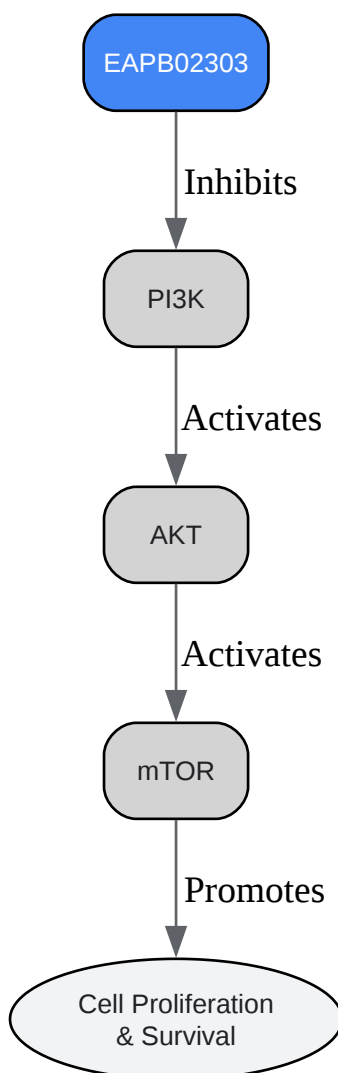 EAPB02303
Inhibits
PI3K
Activates
AKT
Activates
mTOR
Promotes
Cell Proliferation
& Survival